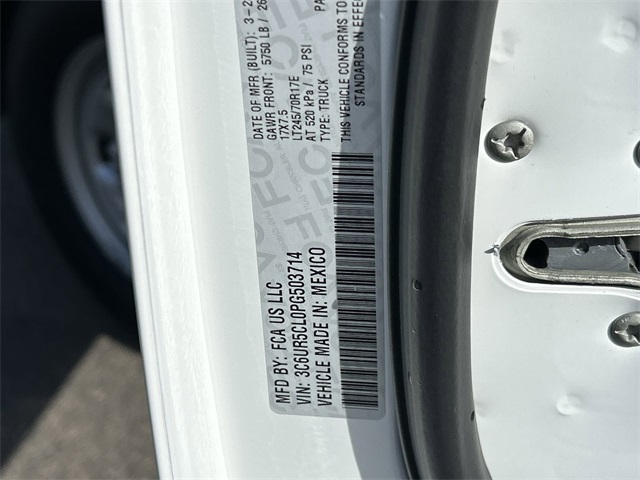 MFD BY: FCA US LLC
VIN: 3C6UR5CL0PG503714
VEHICLE MADE IN: MEXICO
DATE OF MFR (BUILT): 3-2
GAWR FRONT: 5750 LB / 26
17X7.5
LT245/70R17E
AT 520 kPa / 75 PSI
TYPE: TRUCK
THIS VEHICLE CONFORMS TO
STANDARDS IN EFFEC
PA